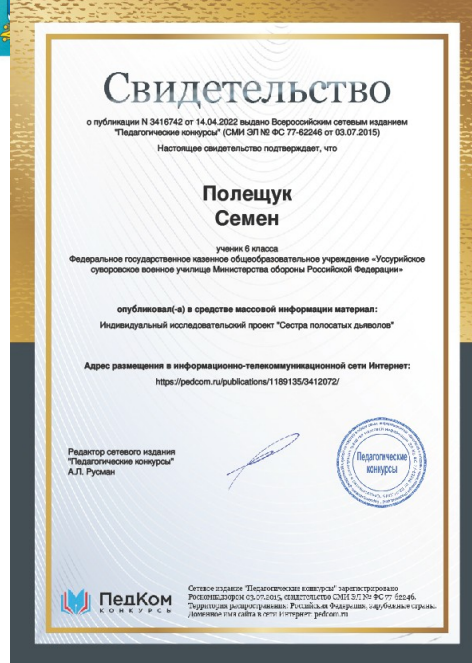 Свидетельство
о публикации N 3416742 от 14.04.2022 выдано Всероссийским сетевым изданием
"Педагогические конкурсы" (СМИ ЭЛ № ФС 77-62246 от 03.07.2015)
Настоящее свидетельство подтверждает, что
Полещук
Семен
ученик 6 класса
Федеральное государственное казенное общеобразовательное учреждение «Уссурийское
суворовское военное училище Министерства обороны Российской Федерации»
опубликовал(-а) в средстве массовой информации материал:
Индивидуальный исследовательский проект "Сестра полосатых дьяволов"
Адрес размещения в информационно-телекоммуникационной сети Интернет:
https://pedcom.ru/publications/1189135/3412072/
Редактор сетевого издания
"Педагогические конкурсы"
А.Л. Русман
Педагогические
конкурсы
ПедКом
КОНКУРСЫ
Сетевое издание "Педагогические конкурсы" зарегистрировано
Роскомнадзором 03.07.2015, свидетельство СМИ ЭЛ № ФС 77-62246.
Территория распространения: Российская Федерация, зарубежные страны.
Доменное имя сайта в сети Интернет: pedcom.ru